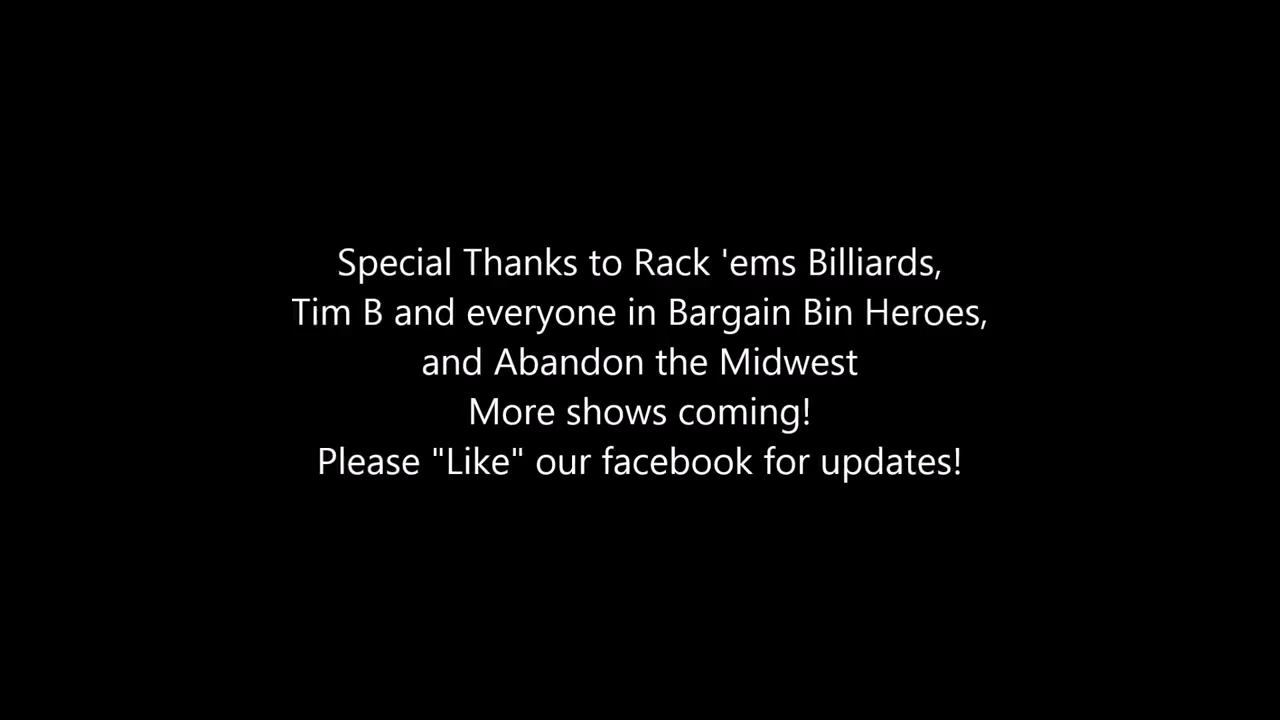 Special Thanks to Rack 'ems Billiards,
Tim B and everyone in Bargain Bin Heroes,
and Abandon the Midwest
More shows coming!
Please "Like" our facebook for updates!